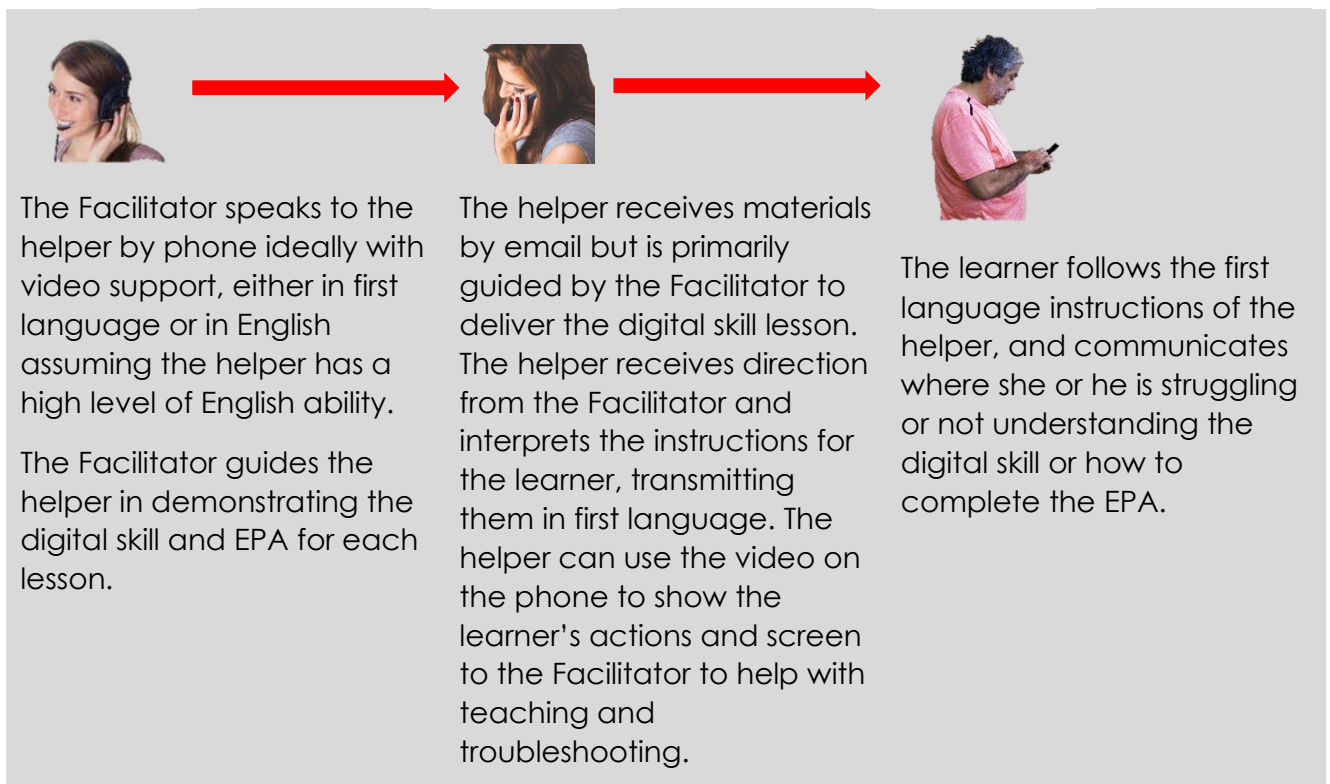 The Facilitator speaks to the
helper by phone ideally with
video support, either in first
language or in English
assuming the helper has a
high level of English ability.
The Facilitator guides the
helper in demonstrating the
digital skill and EPA for each
lesson.
The helper receives materials
by email but is primarily
guided by the Facilitator to
deliver the digital skill lesson.
The helper receives direction
from the Facilitator and
interprets the instructions for
the learner, transmitting
them in first language. The
helper can use the video on
the phone to show the
learner’s actions and screen
to the Facilitator to help with
teaching and
troubleshooting.
The learner follows the first
language instructions of the
helper, and communicates
where she or he is struggling
or not understanding the
digital skill or how to
complete the EPA.